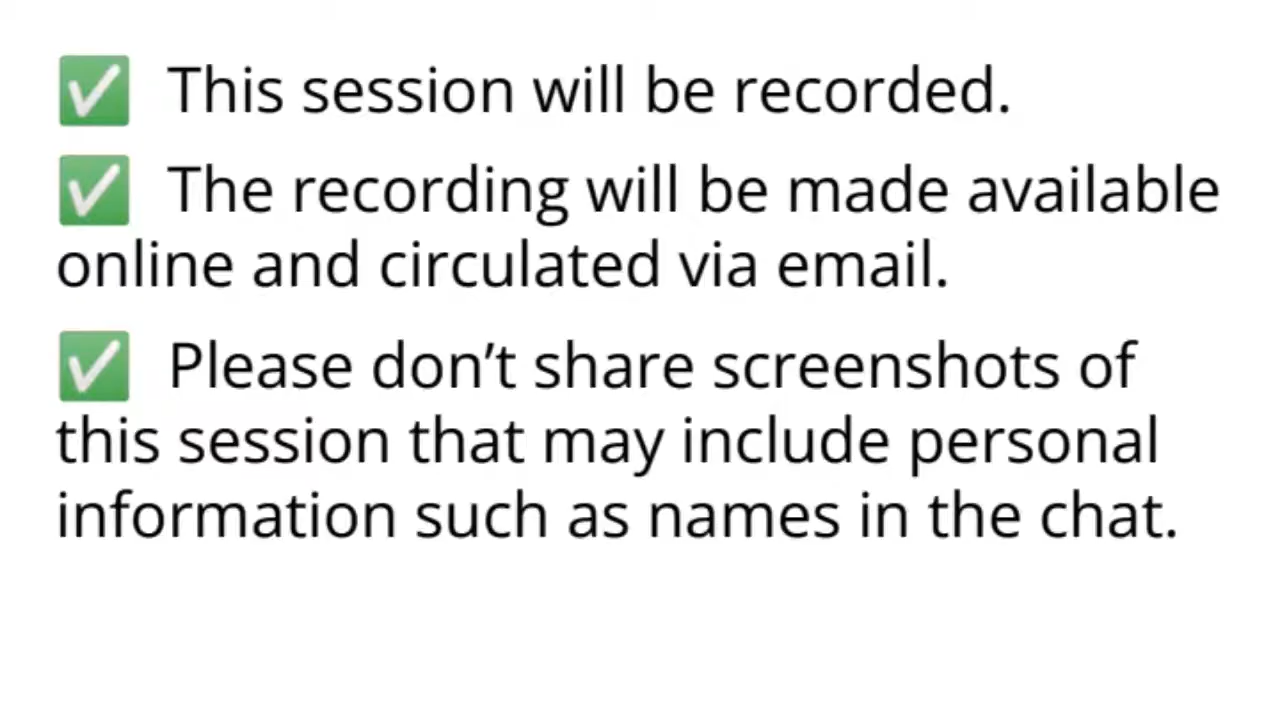 ✅ This session will be recorded.
✅ The recording will be made available
online and circulated via email.
✅ Please don’t share screenshots of
this session that may include personal
information such as names in the chat.